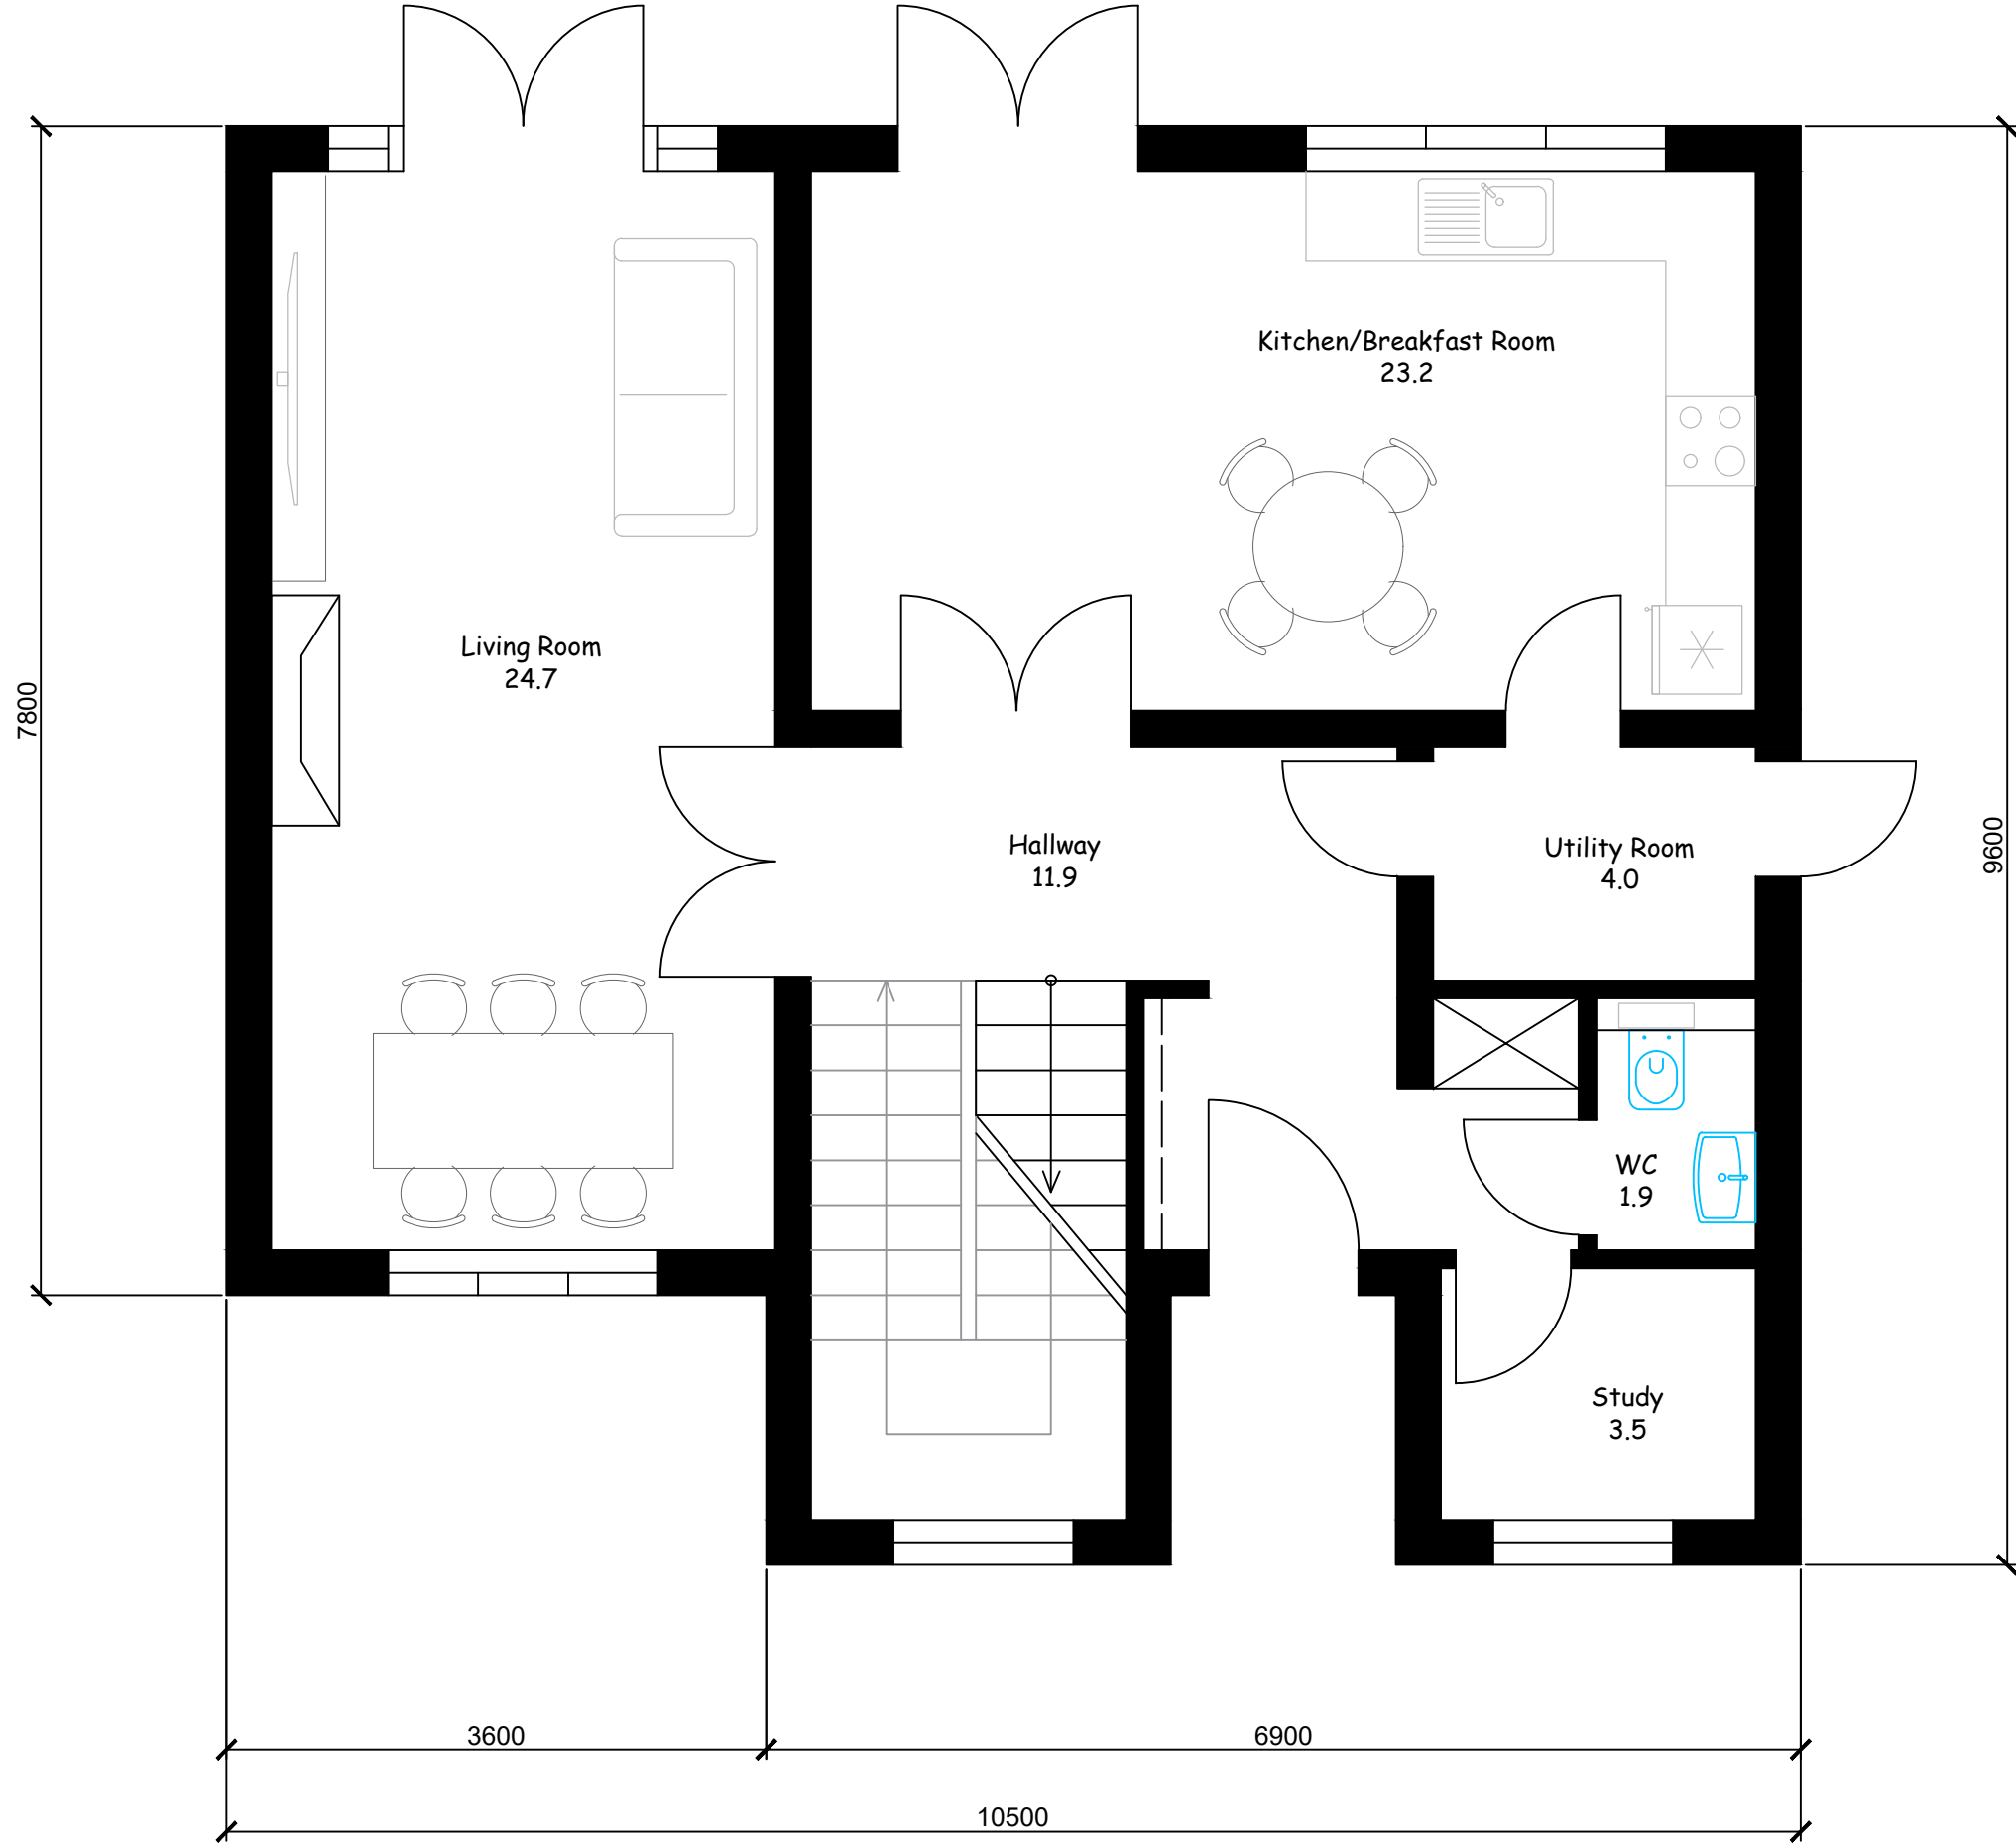 Kitchen/Breakfast Room
23.2
Living Room
24.7
7800
Hallway
11.9
Utility Room
4.0
9600
WC
1.9
Study
3.5
3600
6900
10500